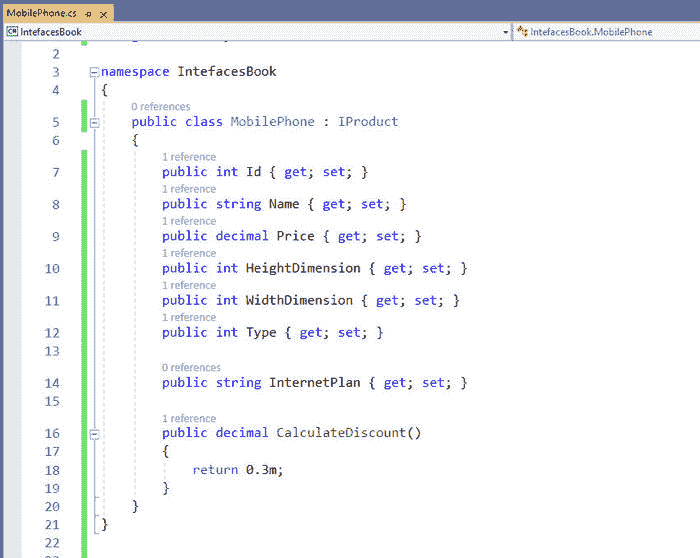 MobilePhone.cs
IntefacesBook
IntefacesBook.MobilePhone
2
3 namespace IntefacesBook
4 {
0 references
5 public class MobilePhone : IProduct
6 {
1 reference
7 public int Id { get; set; }
1 reference
8 public string Name { get; set; }
1 reference
9 public decimal Price { get; set; }
1 reference
10 public int HeightDimension { get; set; }
1 reference
11 public int WidthDimension { get; set; }
1 reference
12 public int Type { get; set; }
13
0 references
14 public string InternetPlan { get; set; }
15
1 reference
16 public decimal CalculateDiscount()
17 {
18 return 0.3m;
19 }
20 }
21 }
22